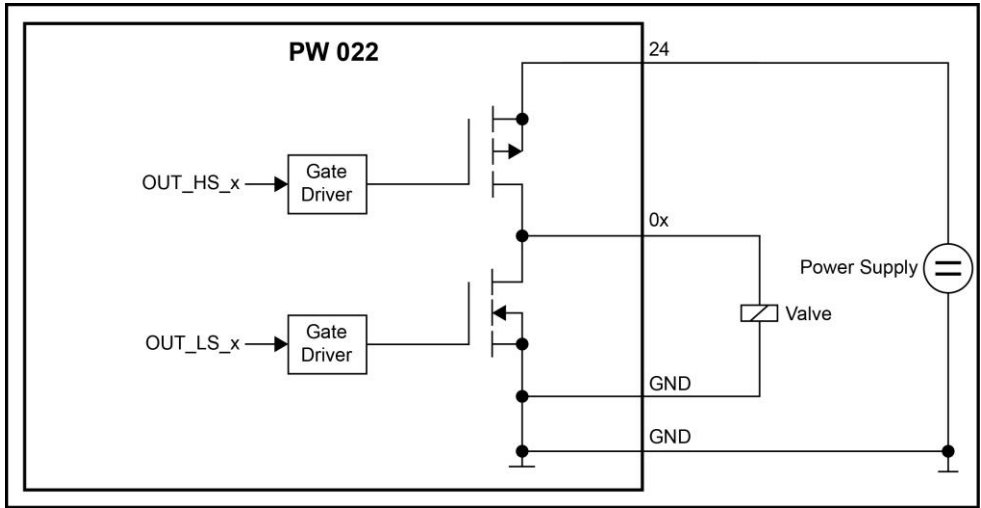 PW 022
24
OUT_HS_x
Gate
Driver
0x
Power Supply
Valve
OUT_LS_x
Gate
Driver
GND
GND